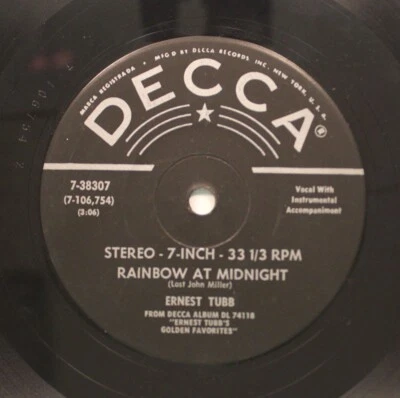 MARCA REGISTRADA • MFG BY DECCA RECORDS INC., NEW YORK, U.S.A.
DECCA
®
7-38307
(7-106,754)
(3:06)
Vocal With
Instrumental
Accompaniment
STEREO - 7-INCH - 33 1/3 RPM
RAINBOW AT MIDNIGHT
(Lost John Miller)
ERNEST TUBB
FROM DECCA ALBUM DL 74118
"ERNEST TUBB'S
GOLDEN FAVORITES"